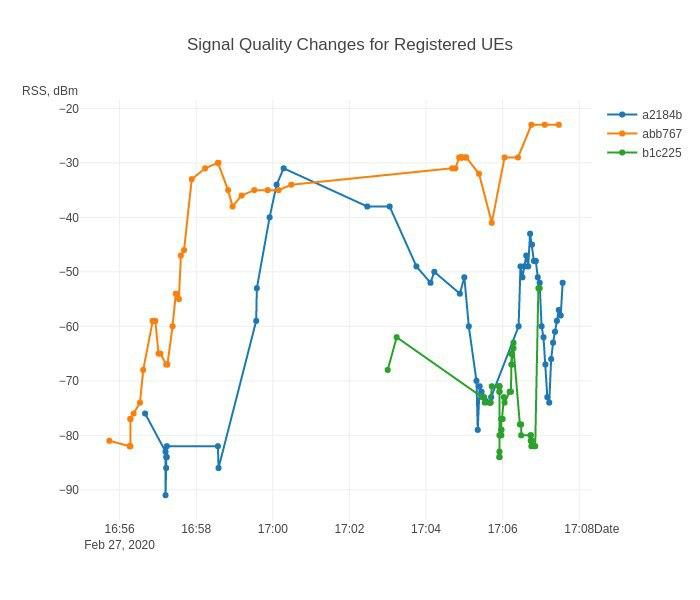 Signal Quality Changes for Registered UEs
RSS, dBm
−20
−30
−40
−50
−60
−70
−80
−90
a2184b
abb767
b1c225
16:56 16:58 17:00 17:02 17:04 17:06 17:08 Date
Feb 27, 2020